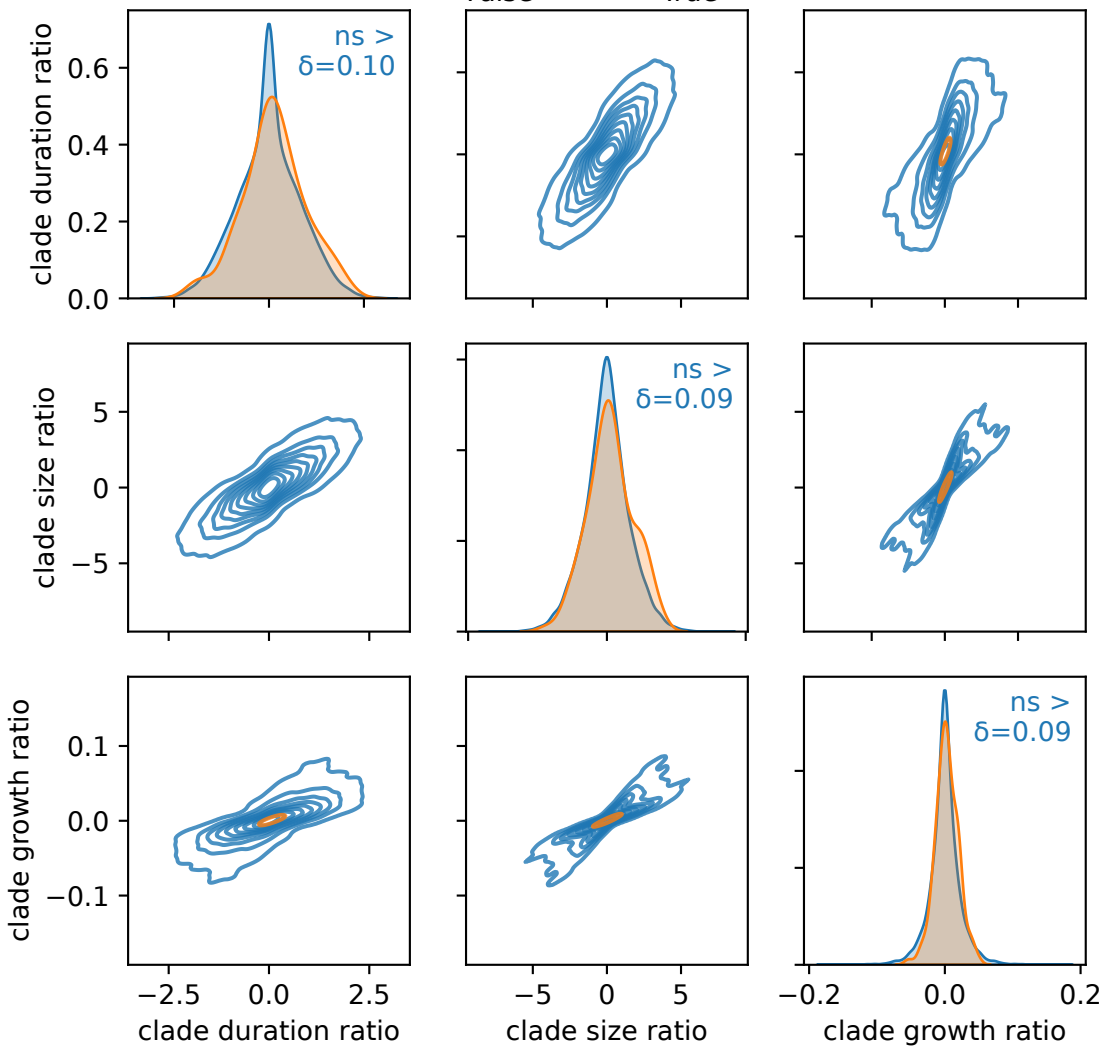 clade duration ratio
0.6
0.4
0.2
0.0
ns >
δ=0.10
−5
0
5
clade size ratio
5
0
−5
ns >
δ=0.09
clade growth ratio
0.1
0.0
−0.1
ns >
δ=0.09
−2.5
0.0
2.5
−5
0
5
−0.2
0.0
0.2
clade duration ratio
clade size ratio
clade growth ratio